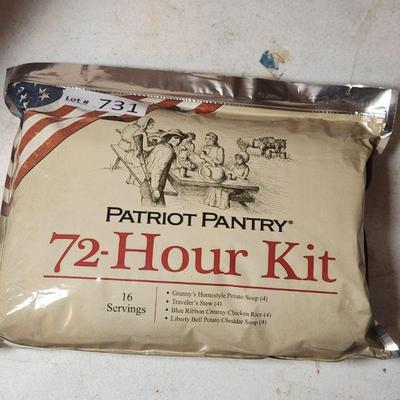 Lot # 731
PATRIOT PANTRY®
72-HOUR KIT
16
Servings
• Granny's Homestyle Potato Soup (4)
• Traveler's Stew (4)
• Blue Ribbon Creamy Chicken Rice (4)
• Liberty Bell Potato Cheddar Soup (4)